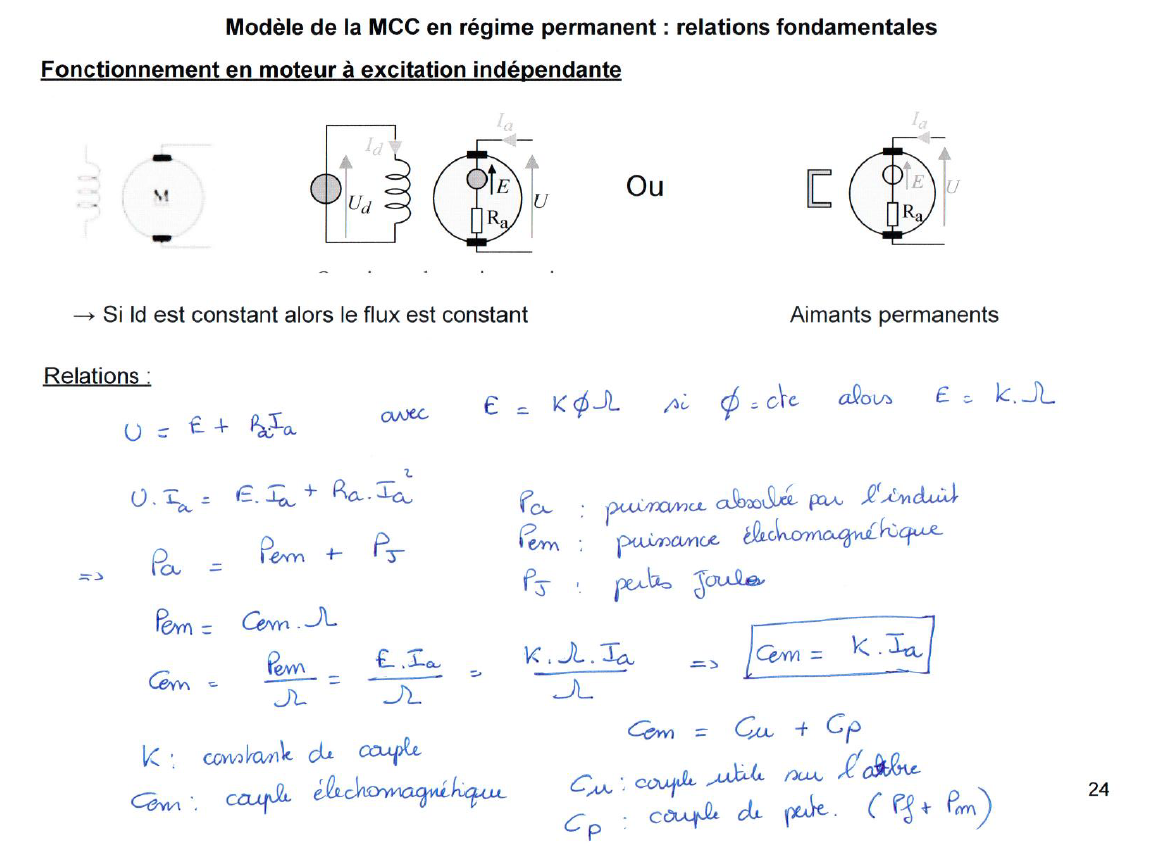 Modèle de la MCC en régime permanent : relations fondamentales
Fonctionnement en moteur à excitation indépendante
M
Id
Ud
Ia
E
Ra
U
Ou
Ia
E
Ra
U
→ Si Id est constant alors le flux est constant
Aimants permanents
Relations :
U = E + RaIa avec E = KϕΩ si ϕ = cte alors E = K.Ω
U.Ia = E.Ia + Ra.Ia²
Pa : puissance absorbée par l'induit
Pem : puissance électromagnétique
=> Pa = Pem + PJ
PJ : pertes Joule
Pem = Cem.Ω
Cem = Pem/Ω = E.Ia/Ω = K.Ω.Ia/Ω => Cem = K.Ia
Cem = Cu + Cp
K : constante de couple
Cem : couple électromagnétique
Cu : couple utile sur l'arbre
Cp : couple de perte. (Pf + Pm)
24